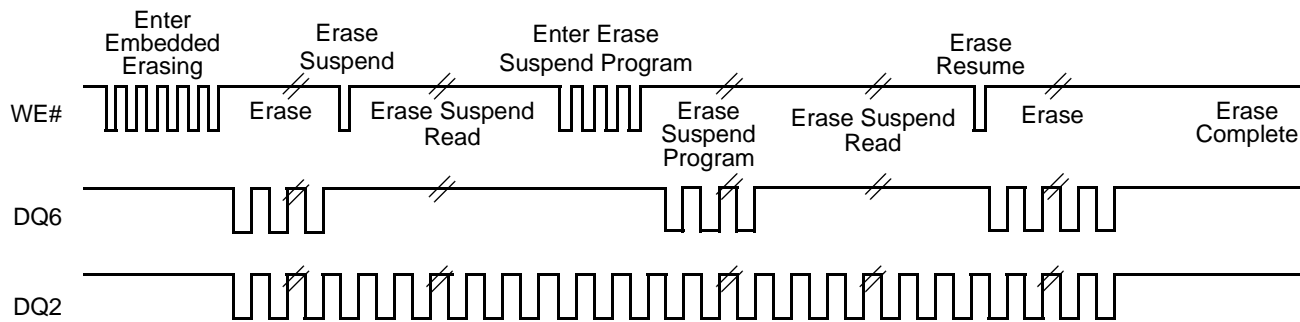 Enter
Embedded
Erasing
Erase
Suspend
Enter Erase
Suspend Program
Erase
Resume
WE#
Erase
Erase Suspend
Read
Erase
Suspend
Program
Erase Suspend
Read
Erase
Erase
Complete
DQ6
DQ2